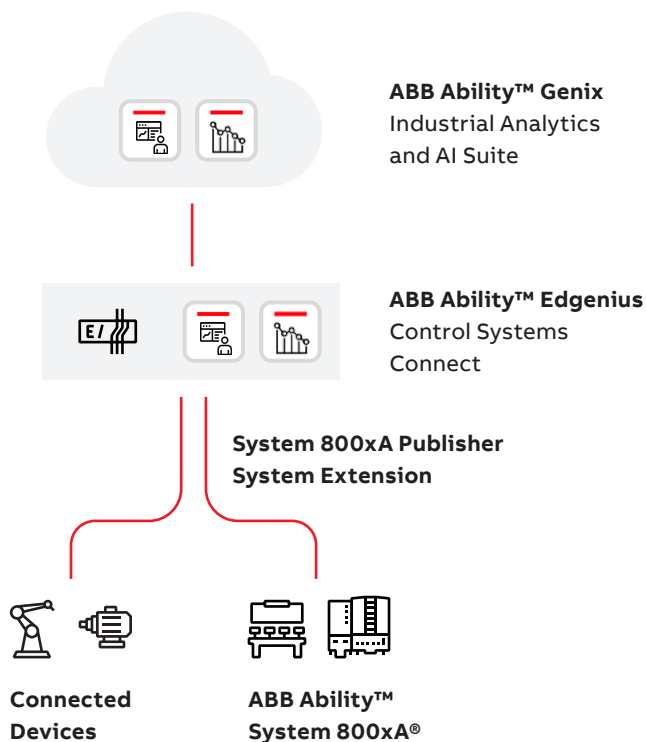 ABB Ability™ Genix
Industrial Analytics
and AI Suite
E/
ABB Ability™ Edgenius
Control Systems
Connect
System 800xA Publisher
System Extension
Connected
Devices
ABB Ability™
System 800xA®